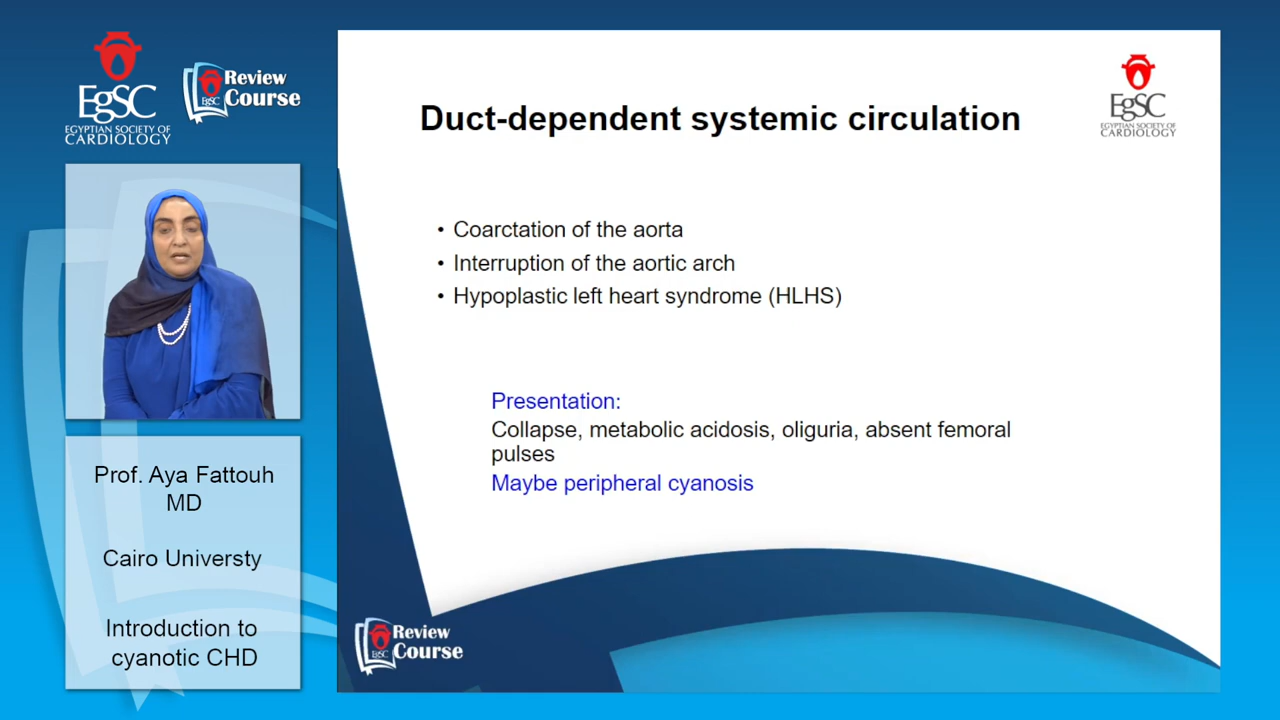 EgSC
EGYPTIAN SOCIETY OF
CARDIOLOGY
Review
EgSC Course
Prof. Aya Fattouh
MD
Cairo Universty
Introduction to
cyanotic CHD
Duct-dependent systemic circulation
EgSC
EGYPTIAN SOCIETY OF
CARDIOLOGY
• Coarctation of the aorta
• Interruption of the aortic arch
• Hypoplastic left heart syndrome (HLHS)
Presentation:
Collapse, metabolic acidosis, oliguria, absent femoral
pulses
Maybe peripheral cyanosis
Review
EgSC Course